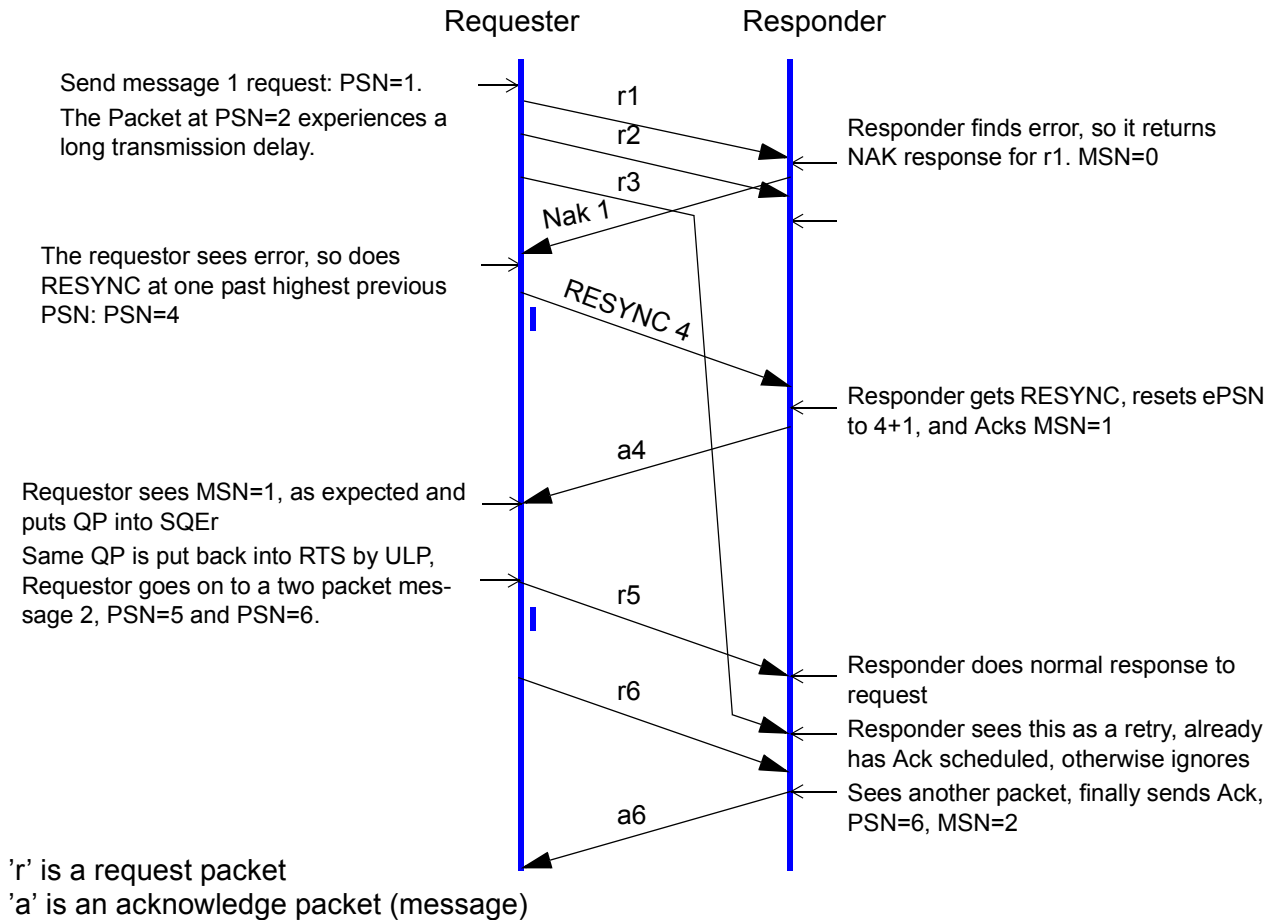 Requester
Responder
Send message 1 request: PSN=1.
The Packet at PSN=2 experiences a
long transmission delay.
r1
r2
r3
Responder finds error, so it returns
NAK response for r1. MSN=0
Nak 1
The requestor sees error, so does
RESYNC at one past highest previous
PSN: PSN=4
RESYNC 4
Responder gets RESYNC, resets ePSN
to 4+1, and Acks MSN=1
a4
Requestor sees MSN=1, as expected and
puts QP into SQEr
Same QP is put back into RTS by ULP,
Requestor goes on to a two packet mes-
sage 2, PSN=5 and PSN=6.
r5
Responder does normal response to
request
r6
Responder sees this as a retry, already
has Ack scheduled, otherwise ignores
Sees another packet, finally sends Ack,
PSN=6, MSN=2
a6
’r’ is a request packet
’a’ is an acknowledge packet (message)